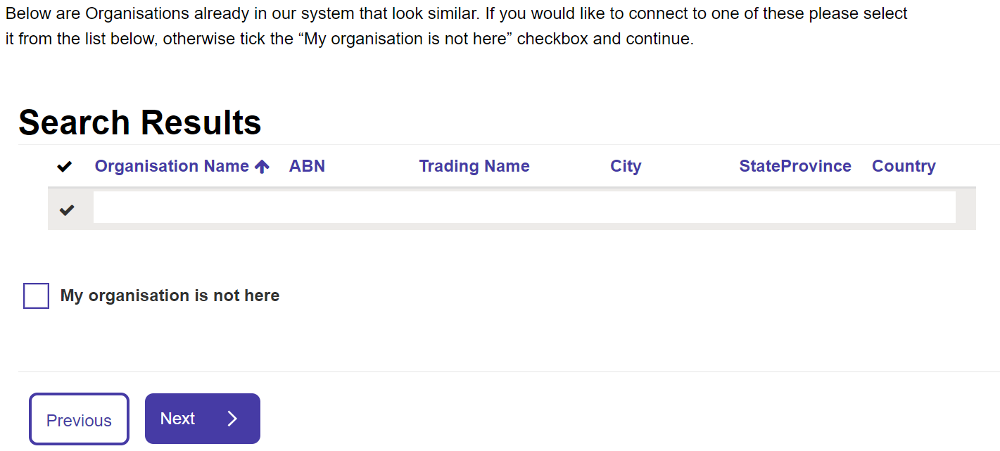 Below are Organisations already in our system that look similar. If you would like to connect to one of these please select
it from the list below, otherwise tick the “My organisation is not here” checkbox and continue.
Search Results
Organisation Name ABN Trading Name City StateProvince Country
My organisation is not here
Previous Next